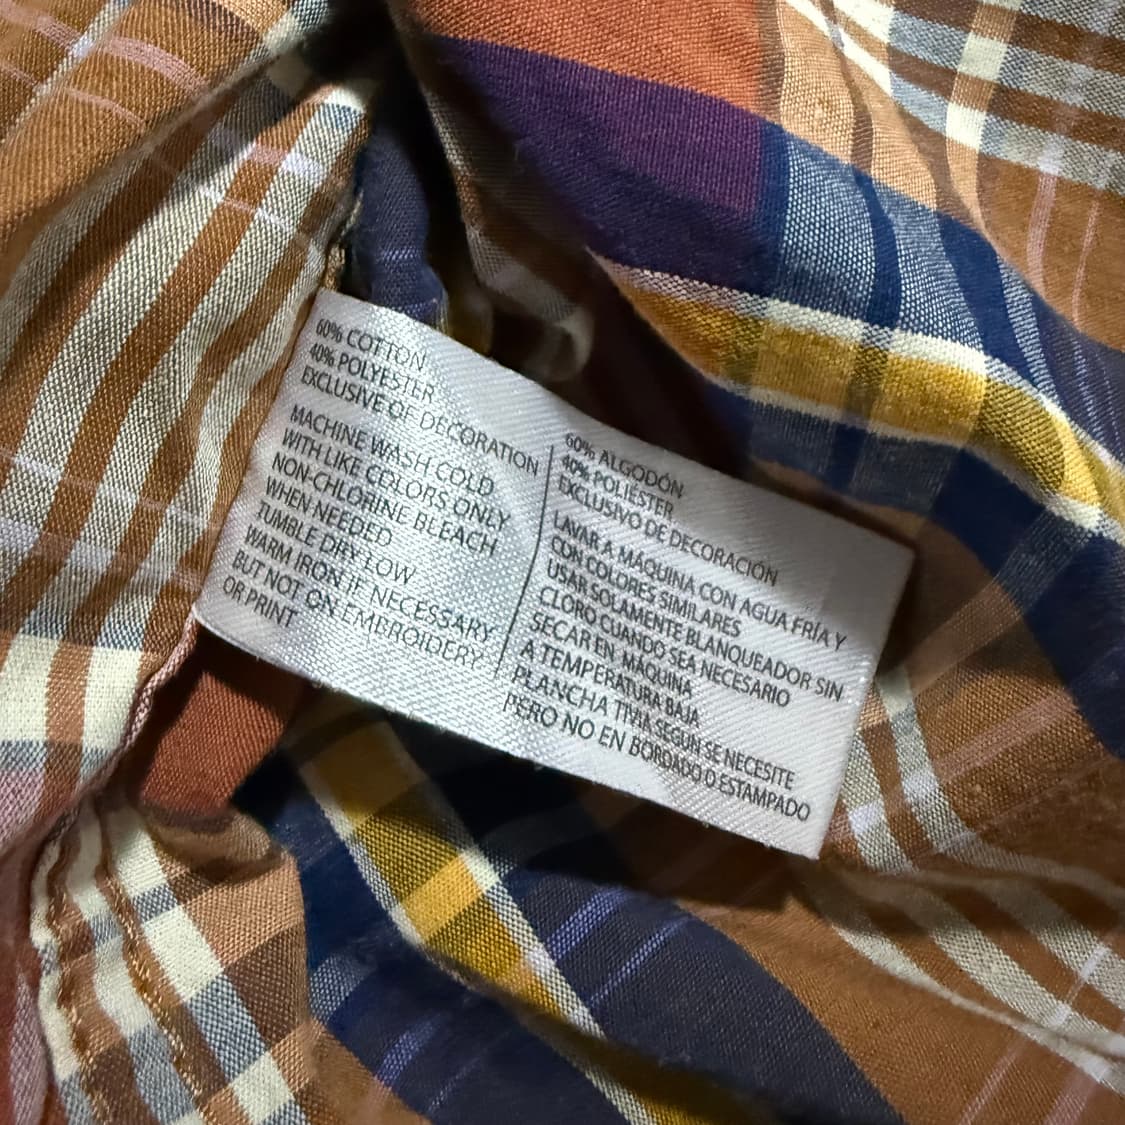 60% COTTON
40% POLYESTER
EXCLUSIVE OF DECORATION
MACHINE WASH COLD
WITH LIKE COLORS ONLY
NON-CHLORINE BLEACH
WHEN NEEDED
TUMBLE DRY LOW
WARM IRON IF NECESSARY
BUT NOT ON EMBROIDERY
OR PRINT
60% ALGODÓN
40% POLIÉSTER
EXCLUSIVO DE DECORACIÓN
LAVAR A MÁQUINA CON AGUA FRÍA Y
CON COLORES SIMILARES
USAR SOLAMENTE BLANQUEADOR SIN
CLORO CUANDO SEA NECESARIO
SECAR EN MÁQUINA
A TEMPERATURA BAJA
PLANCHA TIVIA SEGÚN SE NECESITE
PERO NO EN BORDADO O ESTAMPADO